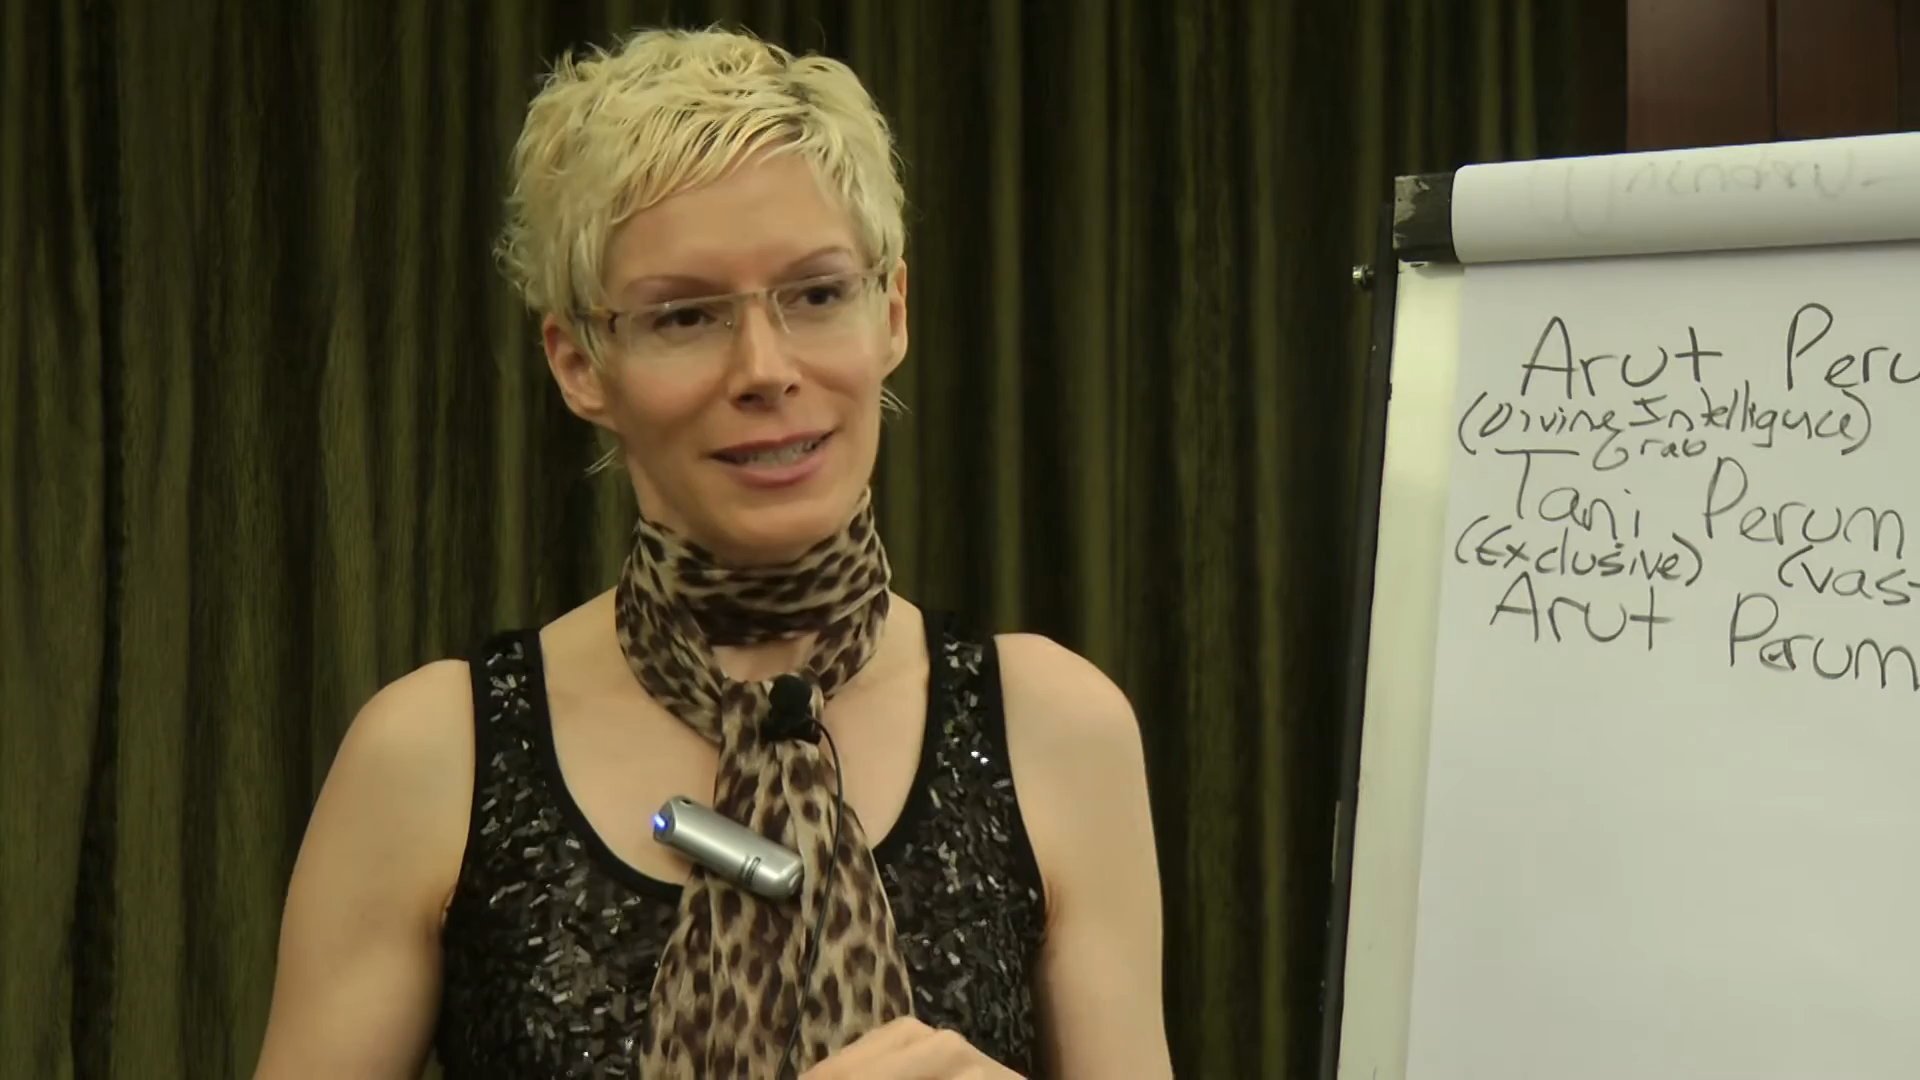 Arut Peru
(Divine Intelligence)
Grab
Tani Perum
(Exclusive) (vas
Arut Perum